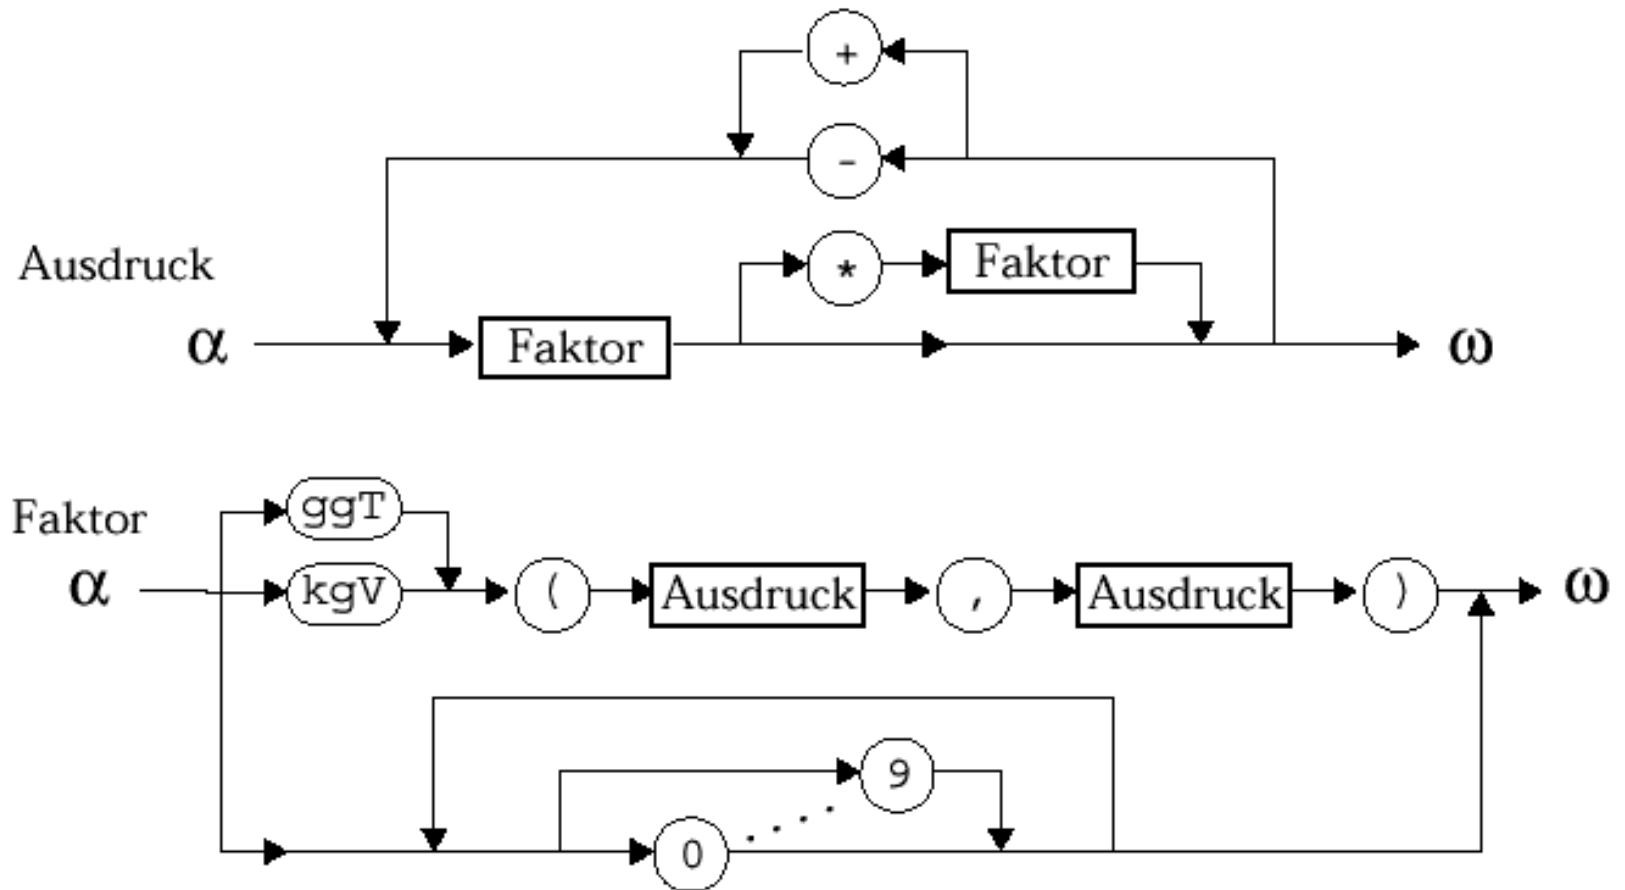 +
-
Ausdruck
* Faktor
α Faktor ω
Faktor
ggT
α kgV ( Ausdruck , Ausdruck ) ω
9
0